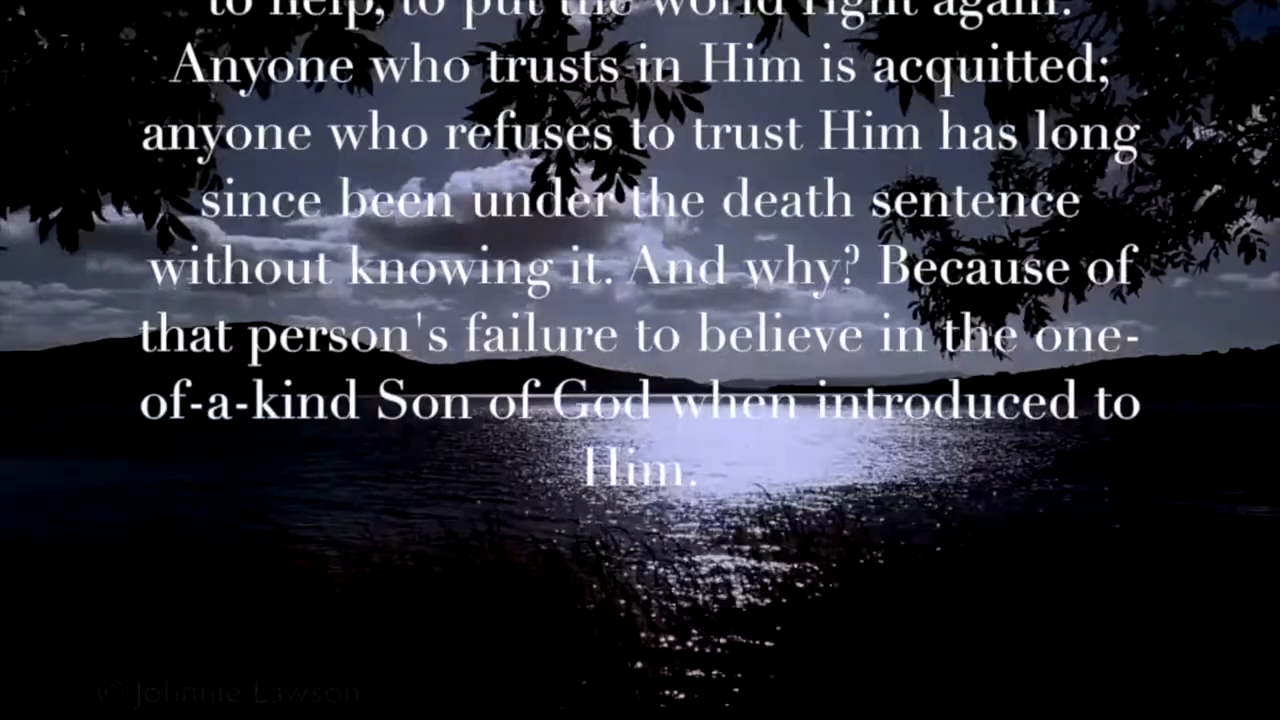 to help, to put the world right again.
Anyone who trusts in Him is acquitted;
anyone who refuses to trust Him has long
since been under the death sentence
without knowing it. And why? Because of
that person's failure to believe in the one-
of-a-kind Son of God when introduced to
Him.
© Johnnie Lawson